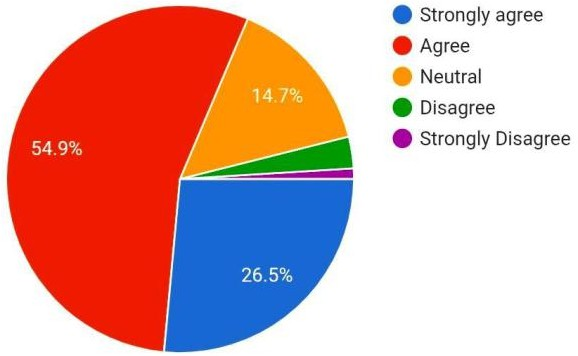 Strongly agree
Agree
Neutral
Disagree
Strongly Disagree
54.9%
14.7%
26.5%